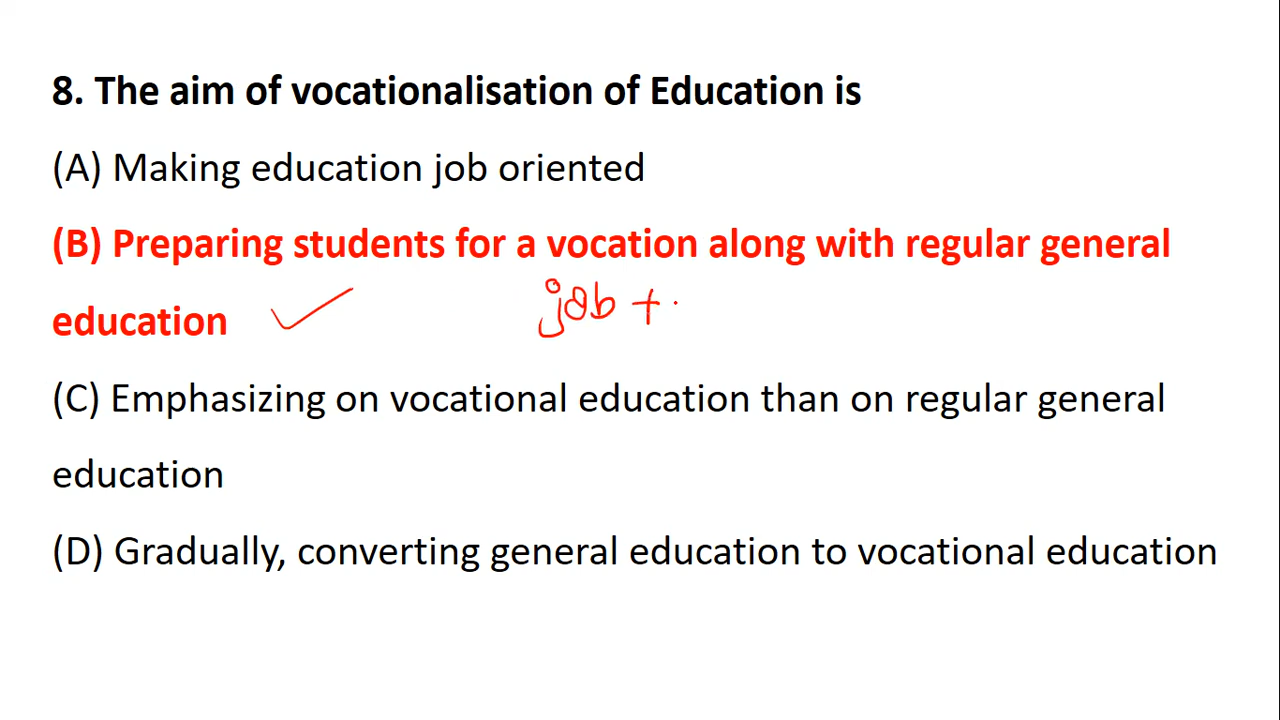 8. The aim of vocationalisation of Education is
(A) Making education job oriented
(B) Preparing students for a vocation along with regular general
education
job +
(C) Emphasizing on vocational education than on regular general
education
(D) Gradually, converting general education to vocational education